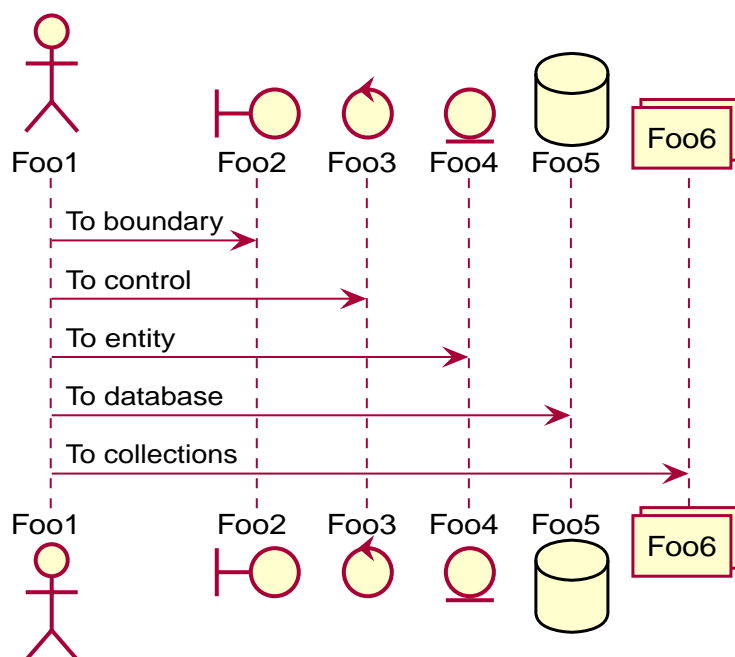 Foo1 Foo2 Foo3 Foo4 Foo5 Foo6
To boundary
To control
To entity
To database
To collections
Foo1 Foo2 Foo3 Foo4 Foo5 Foo6